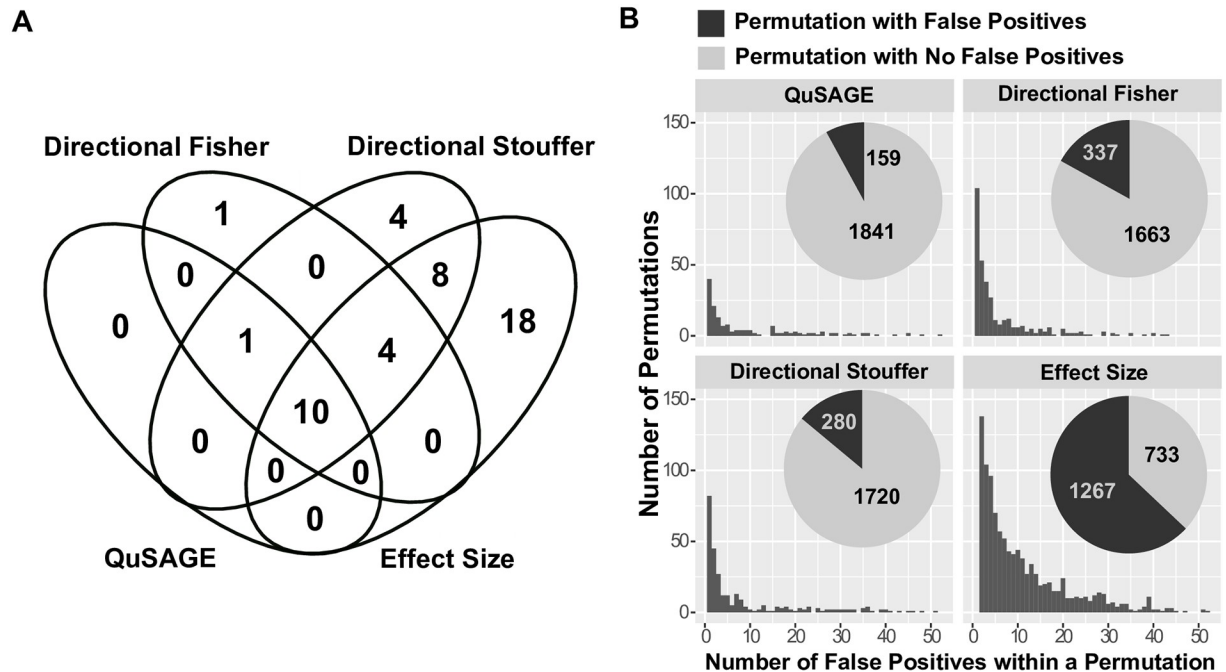 A
Directional Fisher
Directional Stouffer
1
4
0
0
8
0
18
1
4
10
0
0
0
0
0
QuSAGE
Effect Size
B
Permutation with False Positives
Permutation with No False Positives
Number of Permutations
QuSAGE
150
100
50
0
159
1841
Directional Fisher
337
1663
Directional Stouffer
150
100
50
0
280
1720
Effect Size
733
1267
0 10 20 30 40 50
0 10 20 30 40 50
Number of False Positives within a Permutation